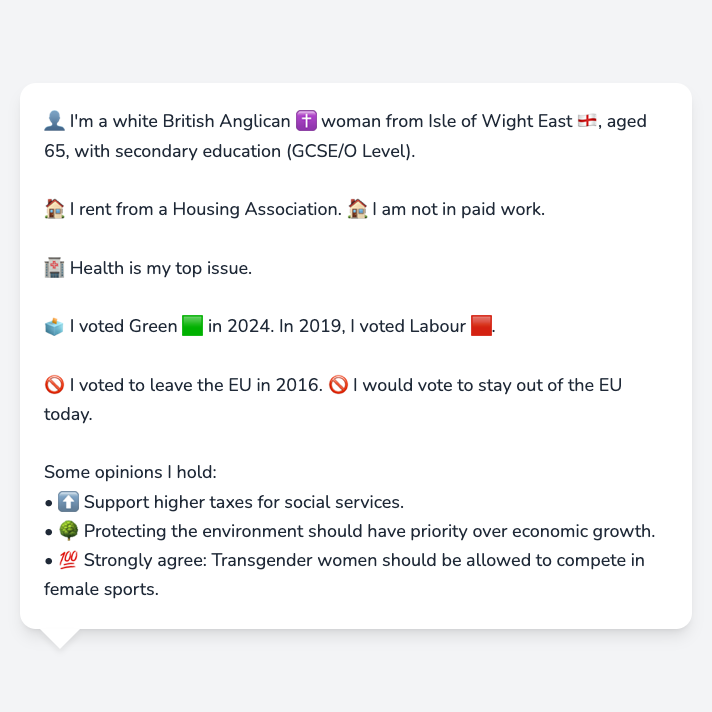 👤 I'm a white British Anglican ✝️ woman from Isle of Wight East 🏴󠁧󠁢󠁥󠁮󠁧󠁿, aged
65, with secondary education (GCSE/O Level).
🏠 I rent from a Housing Association. 🏠 I am not in paid work.
🏥 Health is my top issue.
🗳️ I voted Green 🟩 in 2024. In 2019, I voted Labour 🟥.
🚫 I voted to leave the EU in 2016. 🚫 I would vote to stay out of the EU
today.
Some opinions I hold:
• ⬆️ Support higher taxes for social services.
• 🌳 Protecting the environment should have priority over economic growth.
• 💯 Strongly agree: Transgender women should be allowed to compete in
female sports.